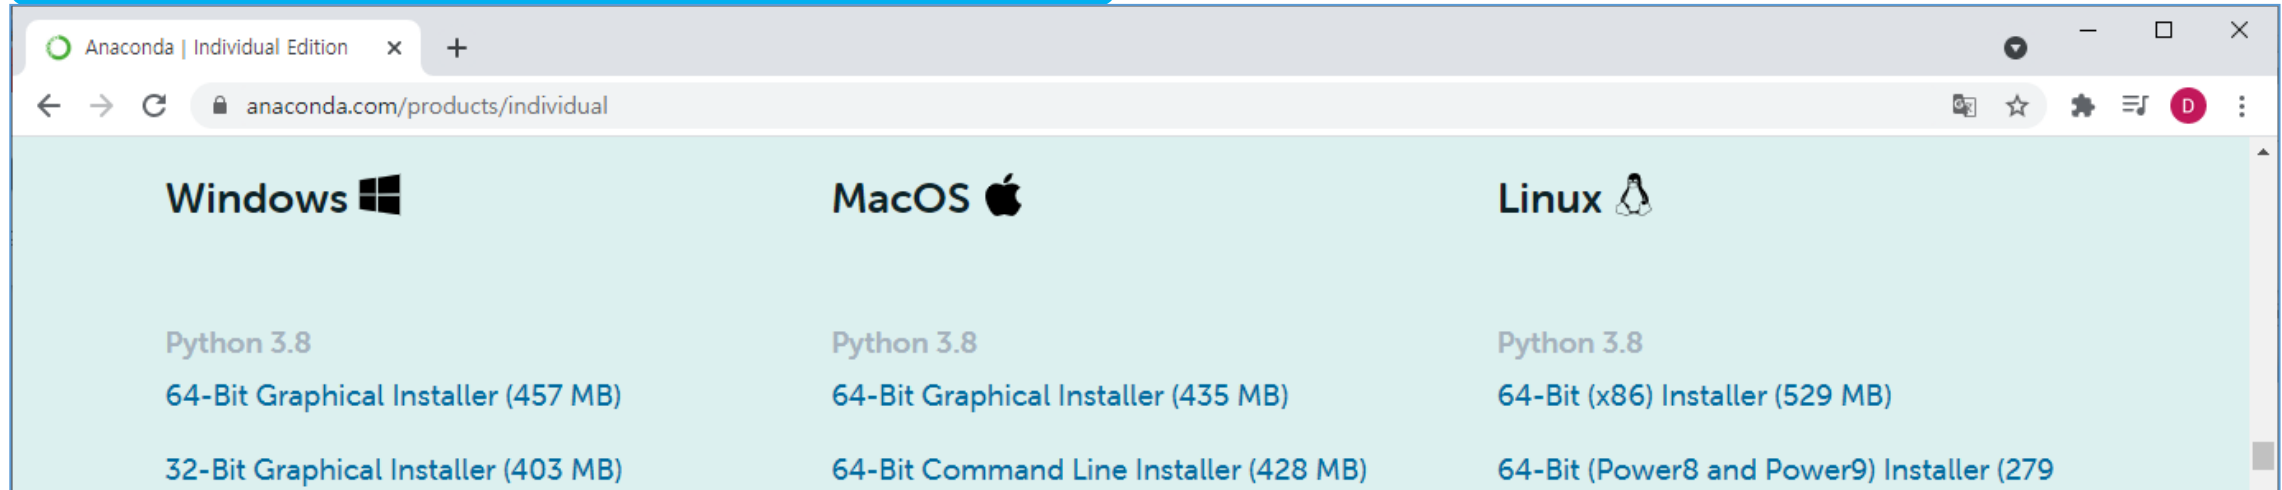 Anaconda | Individual Edition
anaconda.com/products/individual
D
Windows
MacOS
Linux
Python 3.8
Python 3.8
Python 3.8
64-Bit Graphical Installer (457 MB)
64-Bit Graphical Installer (435 MB)
64-Bit (x86) Installer (529 MB)
32-Bit Graphical Installer (403 MB)
64-Bit Command Line Installer (428 MB)
64-Bit (Power8 and Power9) Installer (279